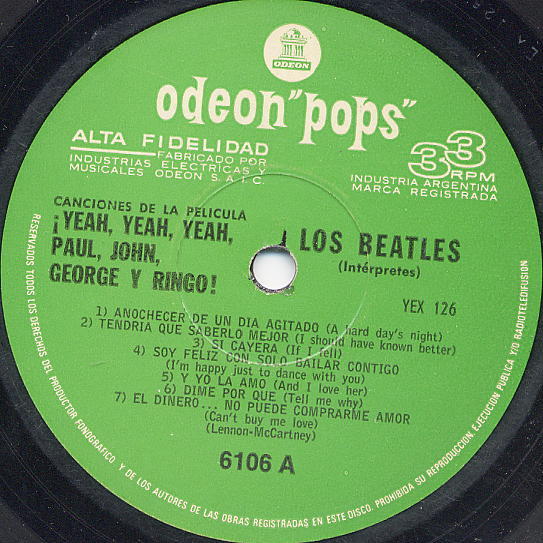 ODEON
odeon "pops"
ALTA FIDELIDAD
FABRICADO POR
INDUSTRIAS ELECTRICAS Y
MUSICALES ODEON S.A.I.C.
33
RPM
INDUSTRIA ARGENTINA
MARCA REGISTRADA
CANCIONES DE LA PELICULA
¡YEAH, YEAH, YEAH,
PAUL, JOHN,
GEORGE Y RINGO!
LOS BEATLES
(Intérpretes)
YEX 126
1) ANOCHECER DE UN DIA AGITADO (A hard day's night)
2) TENDRIA QUE SABERLO MEJOR (I should have known better)
3) SI CAYERA (If I fell)
4) SOY FELIZ CON SOLO BAILAR CONTIGO
(I'm happy just to dance with you)
5) Y YO LA AMO (And I love her)
6) DIME POR QUE (Tell me why)
7) EL DINERO... NO PUEDE COMPRARME AMOR
(Can't buy me love)
(Lennon-McCartney)
6106 A
RESERVADOS TODOS LOS DERECHOS DEL PRODUCTOR FONOGRAFICO Y DE LOS AUTORES DE LAS OBRAS REGISTRADAS EN ESTE DISCO. PROHIBIDA SU REPRODUCCION EJECUCION PUBLICA Y/O RADIOTELEDIFUSION